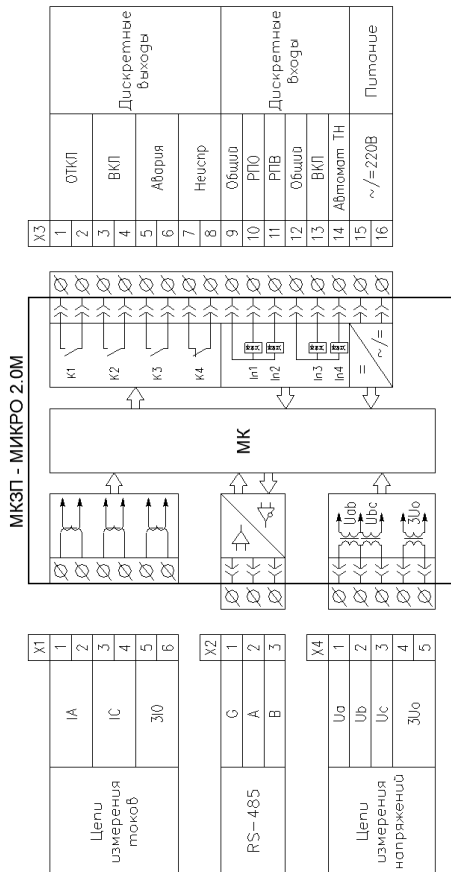 МКЗП - МИКРО 2.0М
X3
1
ОТКЛ
2
3
ВКЛ
4
5
Авария
6
7
Неиспр
8
Дискретные
выходы
9
Общий
10
РПО
11
РПВ
12
Общий
13
ВКЛ
14
Автомат ТН
Дискретные
входы
15
~/=220В
16
Питание
K1
K2
K3
K4
In1
In2
In3
In4
=
~/=
МК
Uab
Ubc
3Uo
X1
1
IA
2
3
IC
4
5
3I0
6
Цепи
измерения
токов
X2
G
1
A
2
B
3
RS-485
X4
Ua
1
Ub
2
Uc
3
4
3Uo
5
Цепи
измерения
напряжений